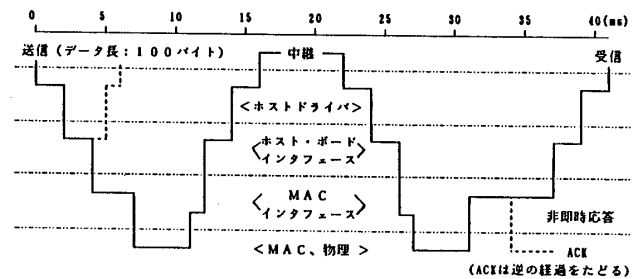 0 5 10 15 20 25 30 35 40(ms)
送信(データ長:100バイト) 中継 受信
<ホストドライバ>
<ホスト・ボード
インタフェース>
<MAC
インタフェース>
非即時応答
<MAC、物理>
ACK
(ACKは逆の経過をたどる)